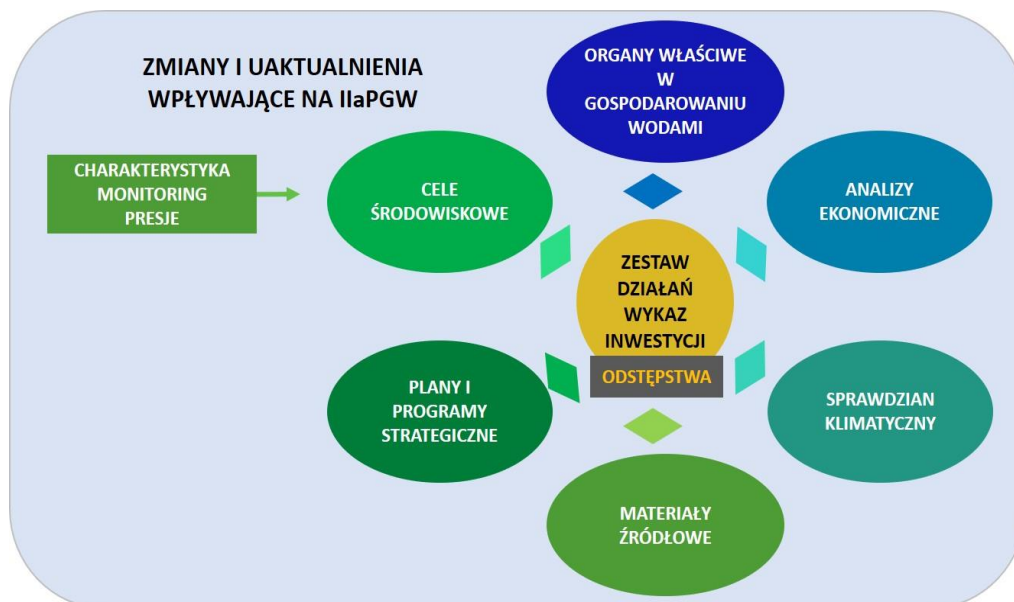 ZMIANY I UAKTUALNIENIA
WPŁYWAJĄCE NA IIaPGW
ORGANY WŁAŚCIWE
W
GOSPODAROWANIU
WODAMI
CHARAKTERYSTYKA
MONITORING
PRESJE
CELE
ŚRODOWISKOWE
ANALIZY
EKONOMICZNE
ZESTAW
DZIAŁAŃ
WYKAZ
INWESTYCJI
ODSTĘPSTWA
PLANY I
PROGRAMY
STRATEGICZNE
SPRAWDZIAN
KLIMATYCZNY
MATERIAŁY
ŹRÓDŁOWE